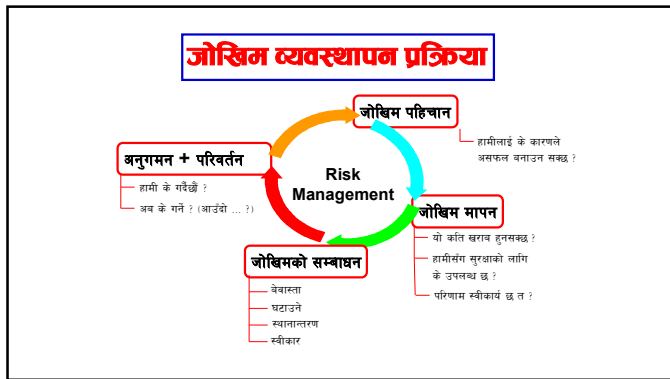 जोखिम व्यवस्थापन प्रक्रिया
जोखिम पहिचान
हामीलाई के कारणले
असफल बनाउन सक्छ ?
अनुगमन + परिवर्तन
हामी के गर्दैछौं ?
अब के गर्ने ? (आउँदो ... ?)
Risk
Management
जोखिम मापन
यो कति खराब हुनसक्छ ?
हामीसँग सुरक्षाको लागि
के उपलब्ध छ ?
परिणाम स्वीकार्य छ त ?
जोखिमको सम्बाधन
वेवास्ता
घटाउने
स्थानान्तरण
स्वीकार